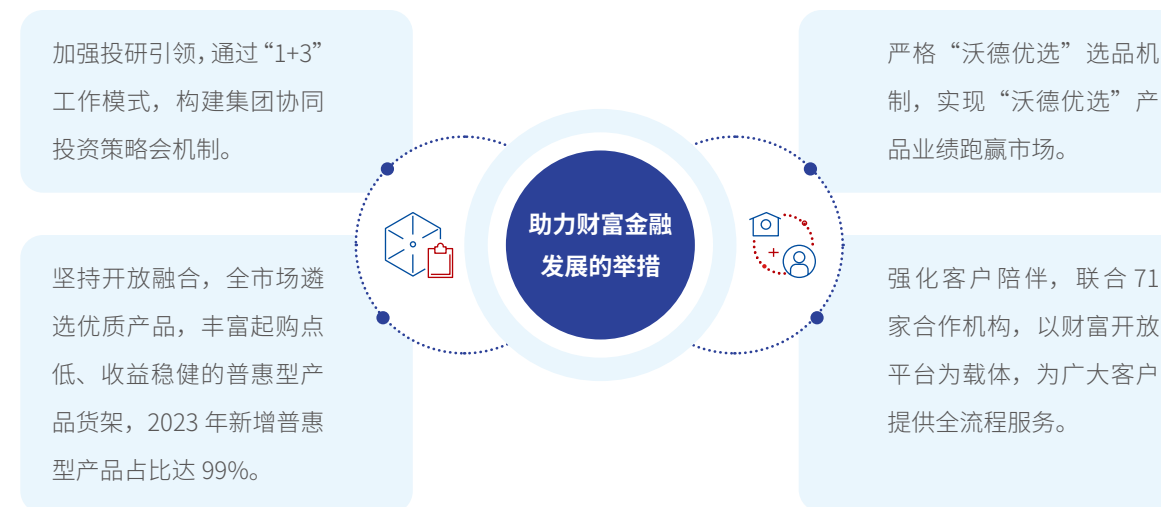 加强投研引领，通过“1+3”
工作模式，构建集团协同
投资策略会机制。
坚持开放融合，全市场遴
选优质产品，丰富起购点
低、收益稳健的普惠型产
品货架，2023 年新增普惠
型产品占比达 99%。
助力财富金融
发展的举措
严格“沃德优选”选品机
制，实现“沃德优选”产
品业绩跑赢市场。
强化客户陪伴，联合 71
家合作机构，以财富开放
平台为载体，为广大客户
提供全流程服务。